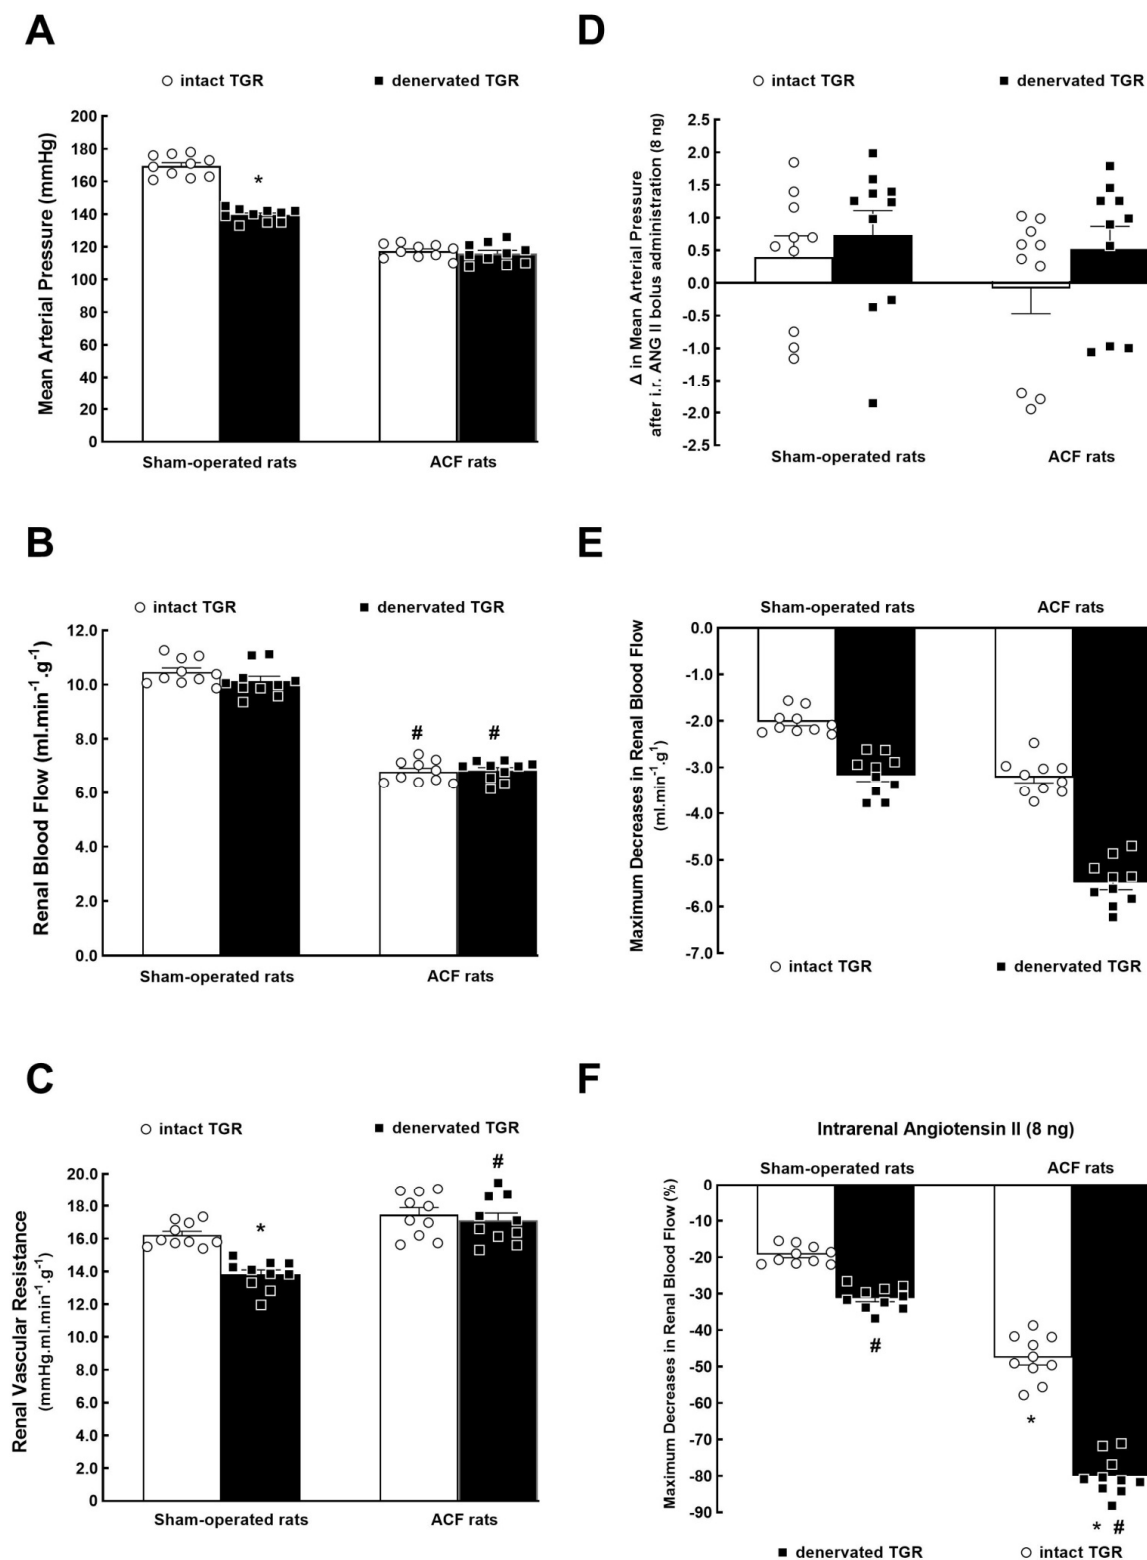 A
○ intact TGR ■ denervated TGR
Mean Arterial Pressure (mmHg)
200
180
160
140
120
100
80
60
40
20
0
*
Sham-operated rats ACF rats
B
○ intact TGR ■ denervated TGR
Renal Blood Flow (ml.min⁻¹.g⁻¹)
12.0
10.0
8.0
6.0
4.0
2.0
0.0
# #
Sham-operated rats ACF rats
C
○ intact TGR ■ denervated TGR
Renal Vascular Resistance
(mmHg.ml.min⁻¹.g⁻¹)
20.0
18.0
16.0
14.0
12.0
10.0
8.0
6.0
4.0
2.0
0
* #
Sham-operated rats ACF rats
D
○ intact TGR ■ denervated TGR
Δ in Mean Arterial Pressure
after i.r. ANG II bolus administration (8 ng)
2.5
2.0
1.5
1.0
0.5
0.0
-0.5
-1.0
-1.5
-2.0
-2.5
Sham-operated rats ACF rats
E
Sham-operated rats ACF rats
Maximum Decreases in Renal Blood Flow
(ml.min⁻¹.g¹)
0.0
-1.0
-2.0
-3.0
-4.0
-5.0
-6.0
-7.0
○ intact TGR ■ denervated TGR
F
Intrarenal Angiotensin II (8 ng)
Sham-operated rats ACF rats
Maximum Decreases in Renal Blood Flow (%)
0
-10
-20
-30
-40
-50
-60
-70
-80
-90
#
*
* #
■ denervated TGR ○ intact TGR